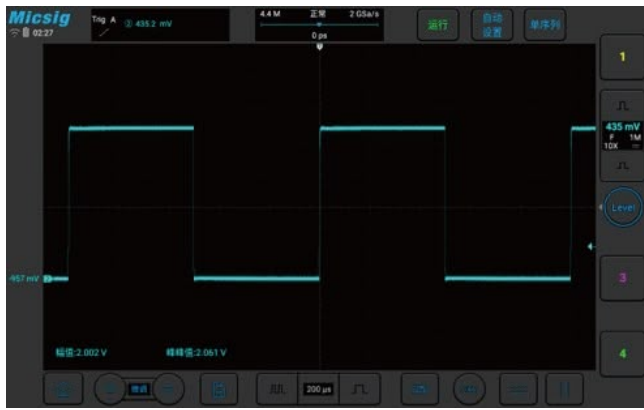 Micsig
02:27
Trig A
② 435.2 mV
4.4 M 正常 2 GSa/s
0 ps
运行
自动
设置
单序列
1
435 mV
F 1M
10X
Level
-957 mV 2
3
幅值:2.002 V 峰峰值:2.061 V
4
200 μs